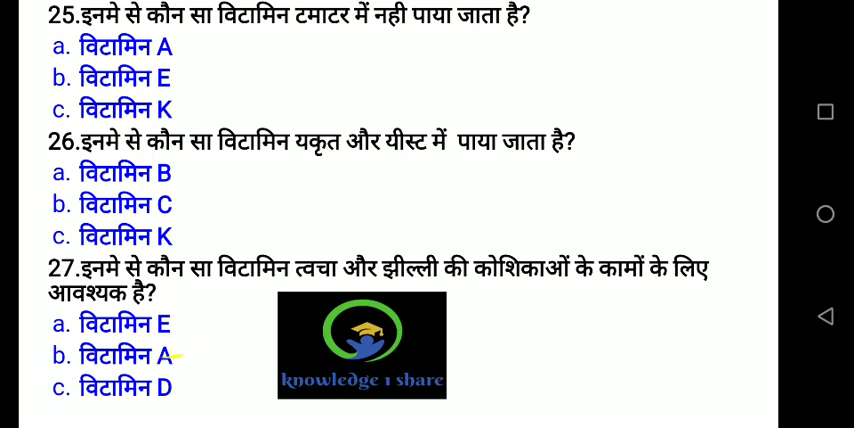 25.इनमे से कौन सा विटामिन टमाटर में नही पाया जाता है?
a. विटामिन A
b. विटामिन E
c. विटामिन K
26.इनमे से कौन सा विटामिन यकृत और यीस्ट में पाया जाता है?
a. विटामिन B
b. विटामिन C
c. विटामिन K
27.इनमे से कौन सा विटामिन त्वचा और झील्ली की कोशिकाओं के कामों के लिए
आवश्यक है?
a. विटामिन E
b. विटामिन A
c. विटामिन D
knowledge 1 share